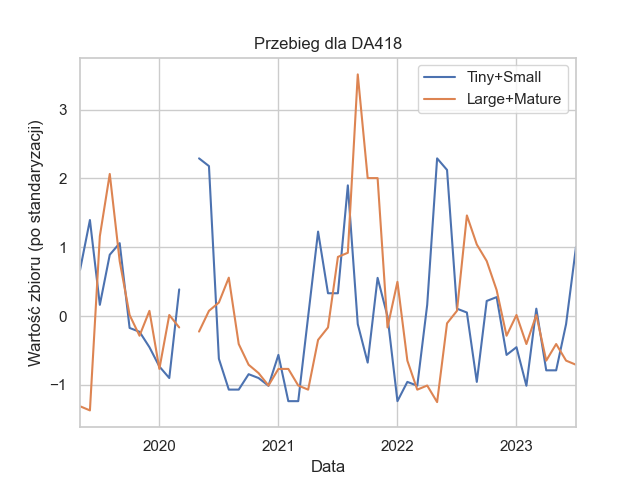 Przebieg dla DA418
Tiny+Small
Large+Mature
Wartość zbioru (po standaryzacji)
3
2
1
0
−1
2020
2021
2022
2023
Data